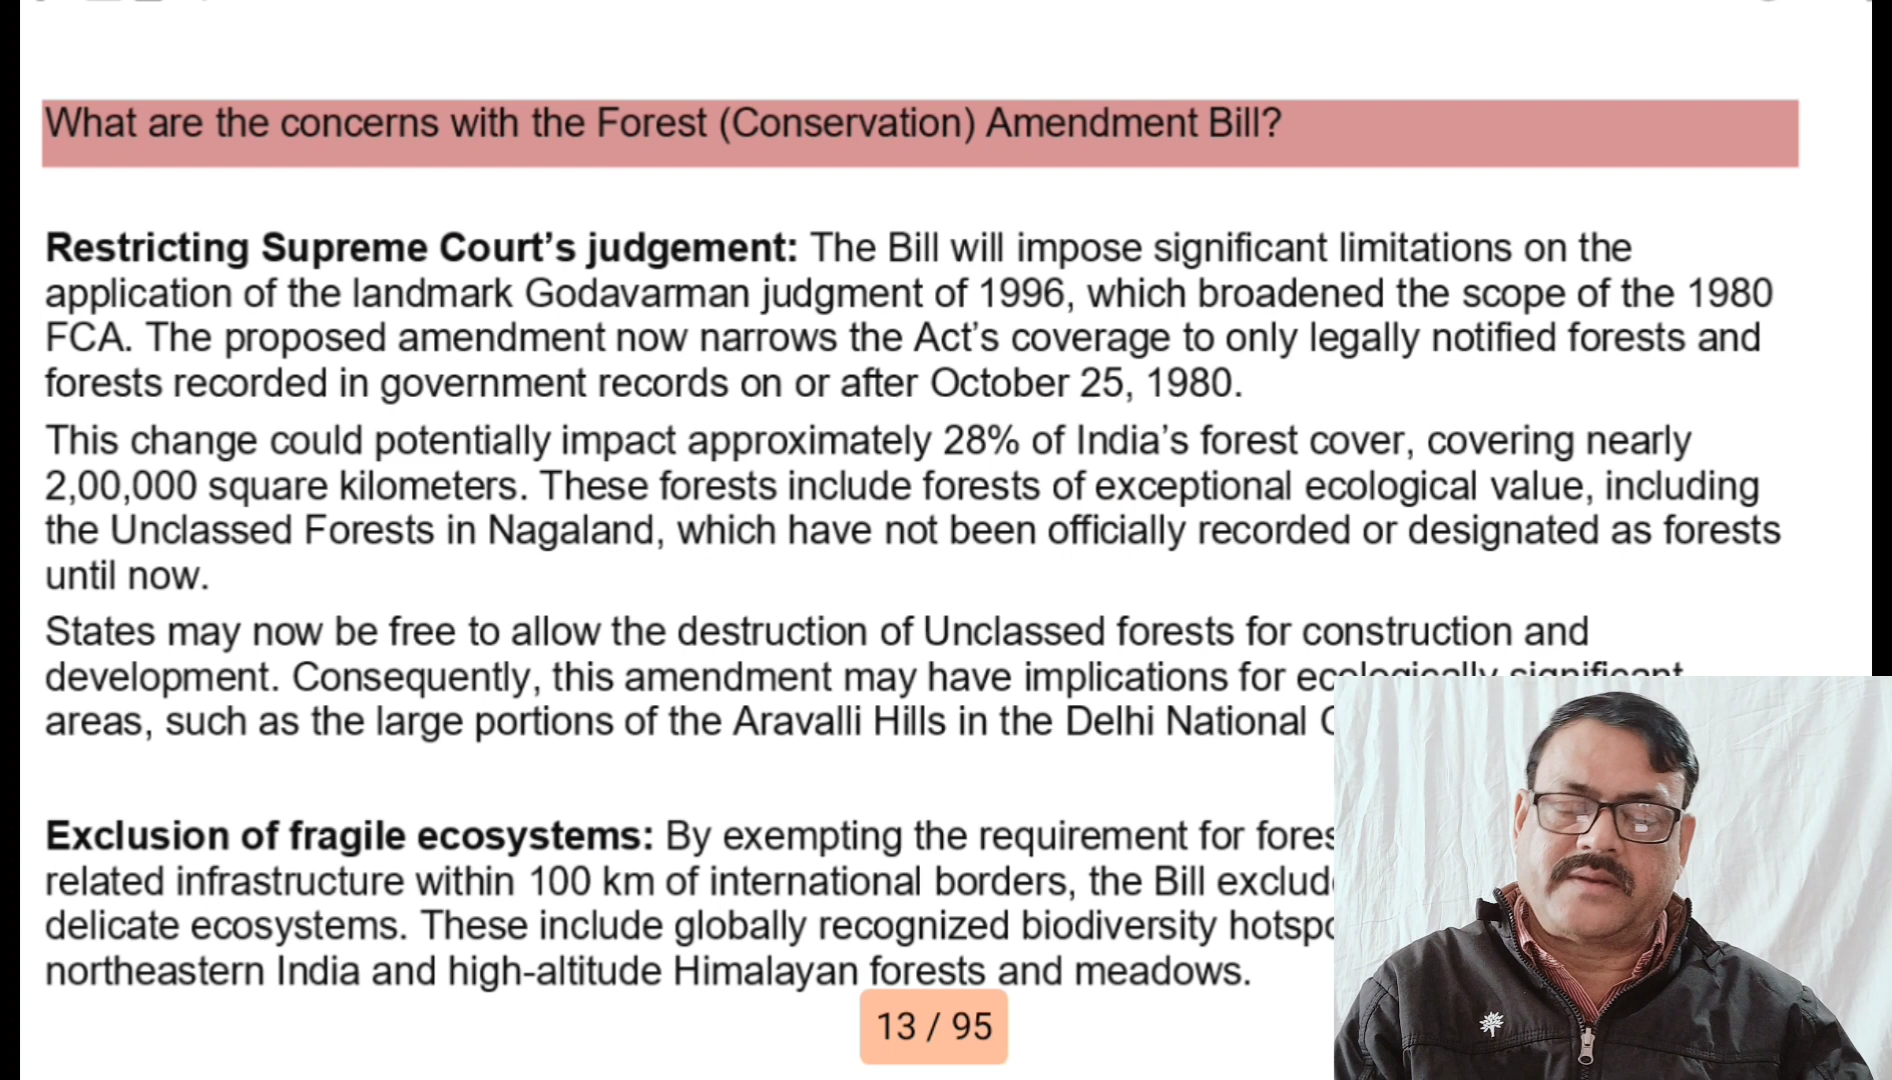 What are the concerns with the Forest (Conservation) Amendment Bill?
Restricting Supreme Court’s judgement: The Bill will impose significant limitations on the
application of the landmark Godavarman judgment of 1996, which broadened the scope of the 1980
FCA. The proposed amendment now narrows the Act’s coverage to only legally notified forests and
forests recorded in government records on or after October 25, 1980.
This change could potentially impact approximately 28% of India’s forest cover, covering nearly
2,00,000 square kilometers. These forests include forests of exceptional ecological value, including
the Unclassed Forests in Nagaland, which have not been officially recorded or designated as forests
until now.
States may now be free to allow the destruction of Unclassed forests for construction and
development. Consequently, this amendment may have implications for ecologically significant
areas, such as the large portions of the Aravalli Hills in the Delhi National
Exclusion of fragile ecosystems: By exempting the requirement for
related infrastructure within 100 km of international borders, the Bill
delicate ecosystems. These include globally recognized biodiversity
northeastern India and high-altitude Himalayan forests and meadows.
13 / 95